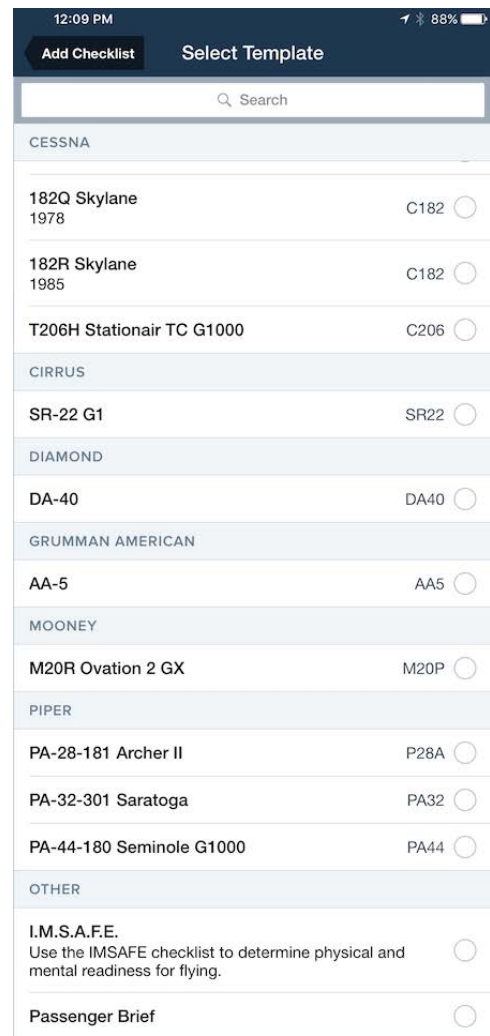 12:09 PM
88%
Add Checklist
Select Template
Search
CESSNA
182Q Skylane
1978
C182
182R Skylane
1985
C182
T206H Stationair TC G1000
C206
CIRRUS
SR-22 G1
SR22
DIAMOND
DA-40
DA40
GRUMMAN AMERICAN
AA-5
AA5
MOONEY
M20R Ovation 2 GX
M20P
PIPER
PA-28-181 Archer II
P28A
PA-32-301 Saratoga
PA32
PA-44-180 Seminole G1000
PA44
OTHER
I.M.S.A.F.E.
Use the IMSAFE checklist to determine physical and
mental readiness for flying.
Passenger Brief